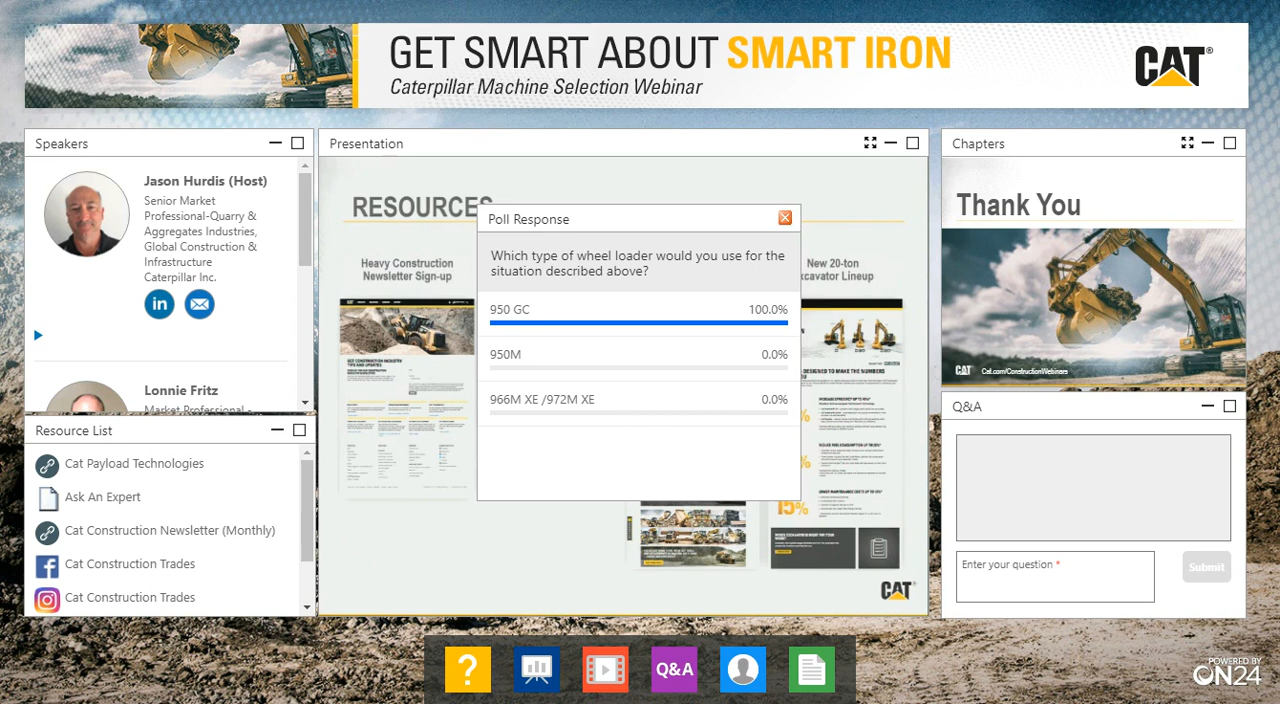 GET SMART ABOUT SMART IRON
Caterpillar Machine Selection Webinar
CAT®
Speakers
Jason Hurdis (Host)
Senior Market
Professional-Quarry &
Aggregates Industries,
Global Construction &
Infrastructure
Caterpillar Inc.
in
Lonnie Fritz
Market Professional -
Resource List
Ask An Expert
Cat Construction Newsletter (Monthly)
Cat Construction Trades
Cat Construction Trades
Presentation
RESOURCES
Heavy Construction
Newsletter Sign-up
New 20-ton
xcavator Lineup
Poll Response
Which type of wheel loader would you use for the
situation described above?
950 GC 100.0%
950M 0.0%
966M XE /972M XE 0.0%
15%
CAT
Chapters
Thank You
CAT Cat.com/ConstructionWebinars
Q&A
Enter your question *
Submit
?
Q&A
POWERED BY
ON24